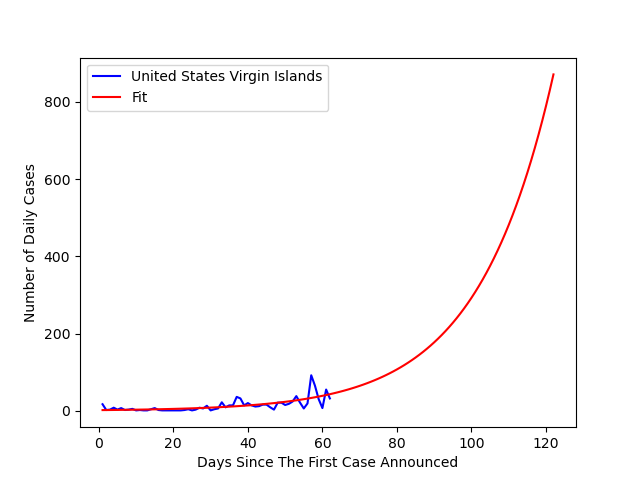 United States Virgin Islands
Fit
800
600
400
200
0
Number of Daily Cases
0 20 40 60 80 100 120
Days Since The First Case Announced